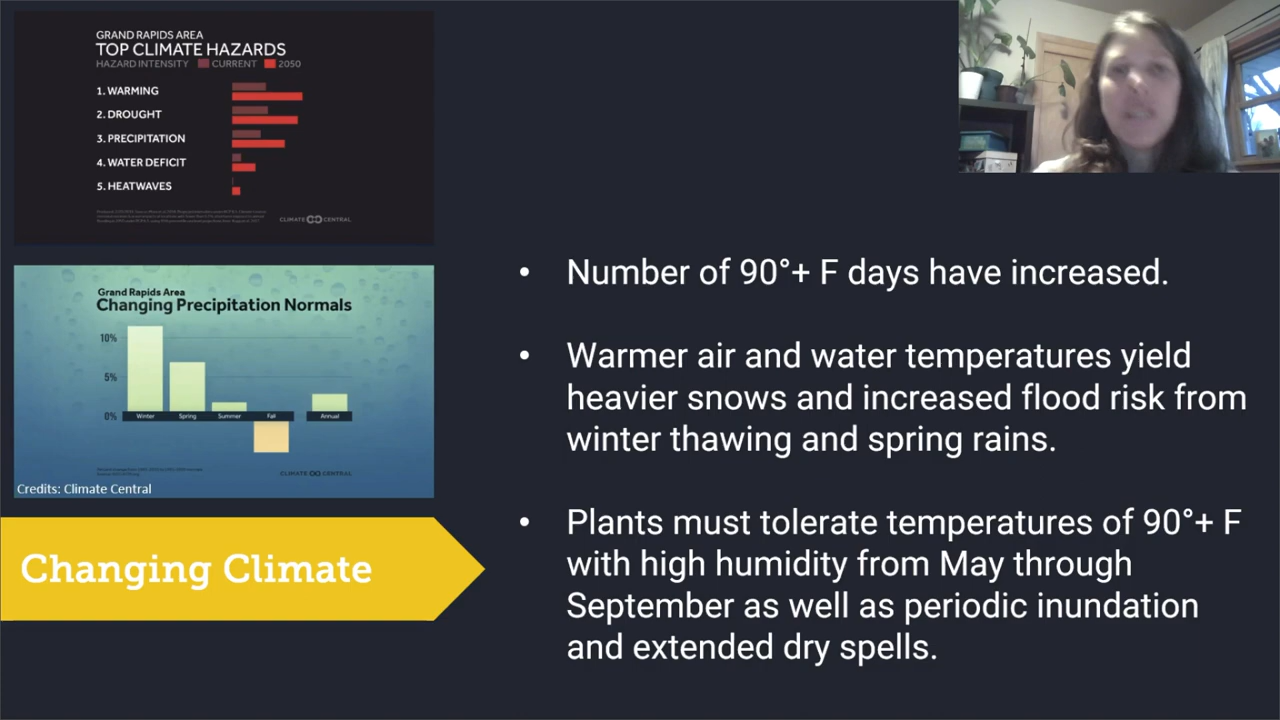 GRAND RAPIDS AREA
TOP CLIMATE HAZARDS
HAZARD INTENSITY CURRENT 2050
1. WARMING
2. DROUGHT
3. PRECIPITATION
4. WATER DEFICIT
5. HEATWAVES
CLIMATE CENTRAL
Grand Rapids Area
Changing Precipitation Normals
10%
5%
0%
Winter Spring Summer Fall Annual
CLIMATE CENTRAL
Credits: Climate Central
Changing Climate
• Number of 90°+ F days have increased.
• Warmer air and water temperatures yield
heavier snows and increased flood risk from
winter thawing and spring rains.
• Plants must tolerate temperatures of 90°+ F
with high humidity from May through
September as well as periodic inundation
and extended dry spells.